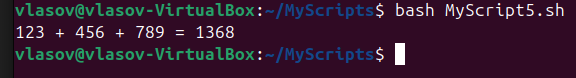 vlasov@vlasov-VirtualBox:~/MyScripts$ bash MyScript5.sh
123 + 456 + 789 = 1368
vlasov@vlasov-VirtualBox:~/MyScripts$